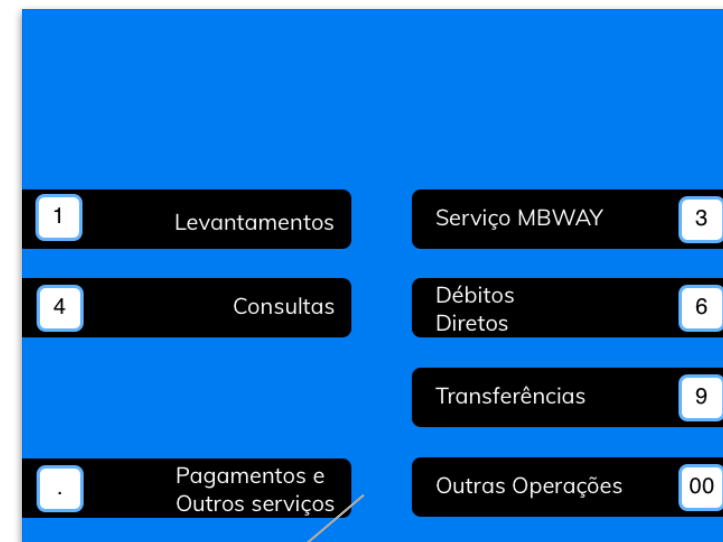 1 Levantamentos
Serviço MBWAY 3
4 Consultas
Débitos
Diretos 6
Transferências 9
. Pagamentos e
Outros serviços
Outras Operações 00